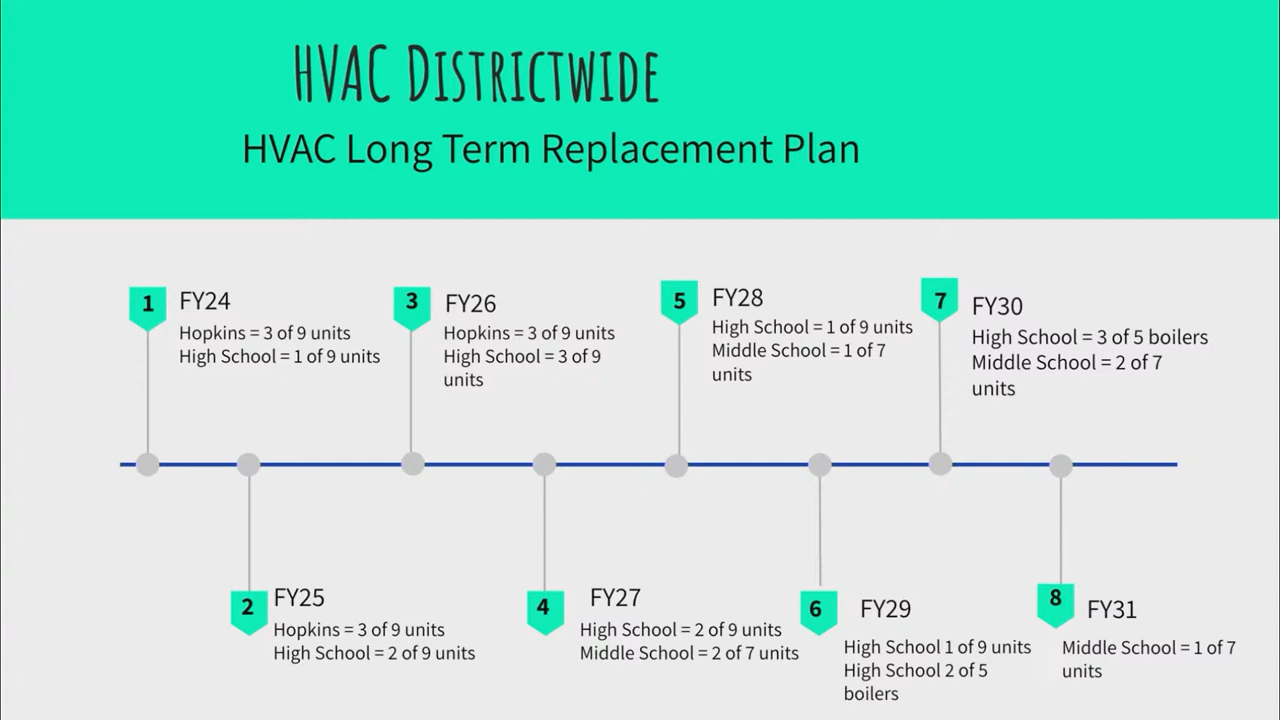 HVAC Districtwide
HVAC Long Term Replacement Plan
1
FY24
Hopkins = 3 of 9 units
High School = 1 of 9 units
3
FY26
Hopkins = 3 of 9 units
High School = 3 of 9
units
5
FY28
High School = 1 of 9 units
Middle School = 1 of 7
units
7
FY30
High School = 3 of 5 boilers
Middle School = 2 of 7
units
2
FY25
Hopkins = 3 of 9 units
High School = 2 of 9 units
4
FY27
High School = 2 of 9 units
Middle School = 2 of 7 units
6
FY29
High School 1 of 9 units
High School 2 of 5
boilers
8
FY31
Middle School = 1 of 7
units